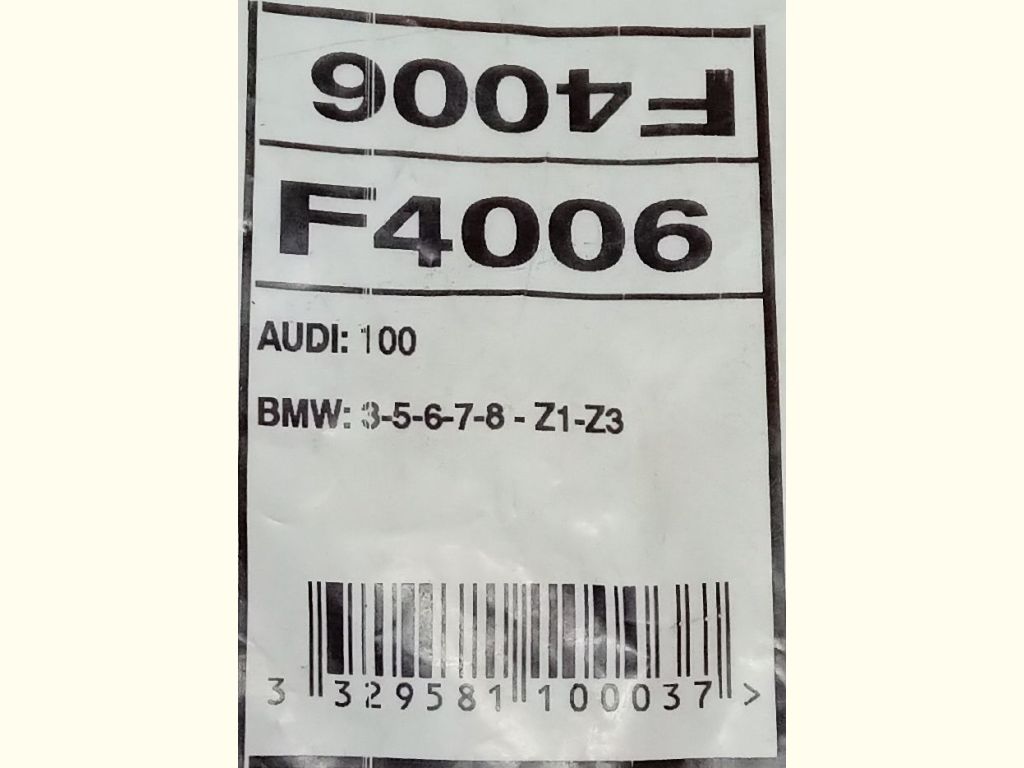 F4006
F4006
AUDI: 100
BMW: 3-5-6-7-8 - Z1-Z3
3 329581 100037 >